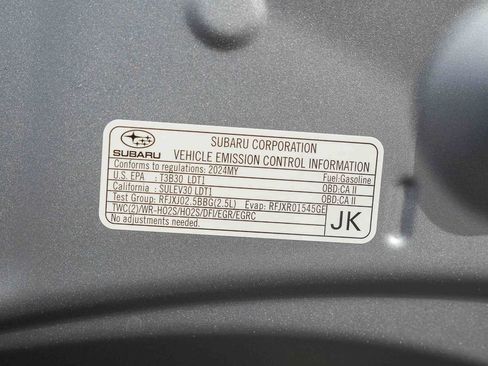 SUBARU
SUBARU CORPORATION
VEHICLE EMISSION CONTROL INFORMATION
Conforms to regulations: 2024MY Fuel:Gasoline
U.S. EPA : T3B30 LDT1 OBD:CA II
California : SULEV30 LDT1 OBD:CA II
Test Group: RFJXJ02.5BBG(2.5L) Evap: RFJXR01545GE
TWC(2)/WR-HO2S/HO2S/DFI/EGR/EGRC
No adjustments needed.
JK